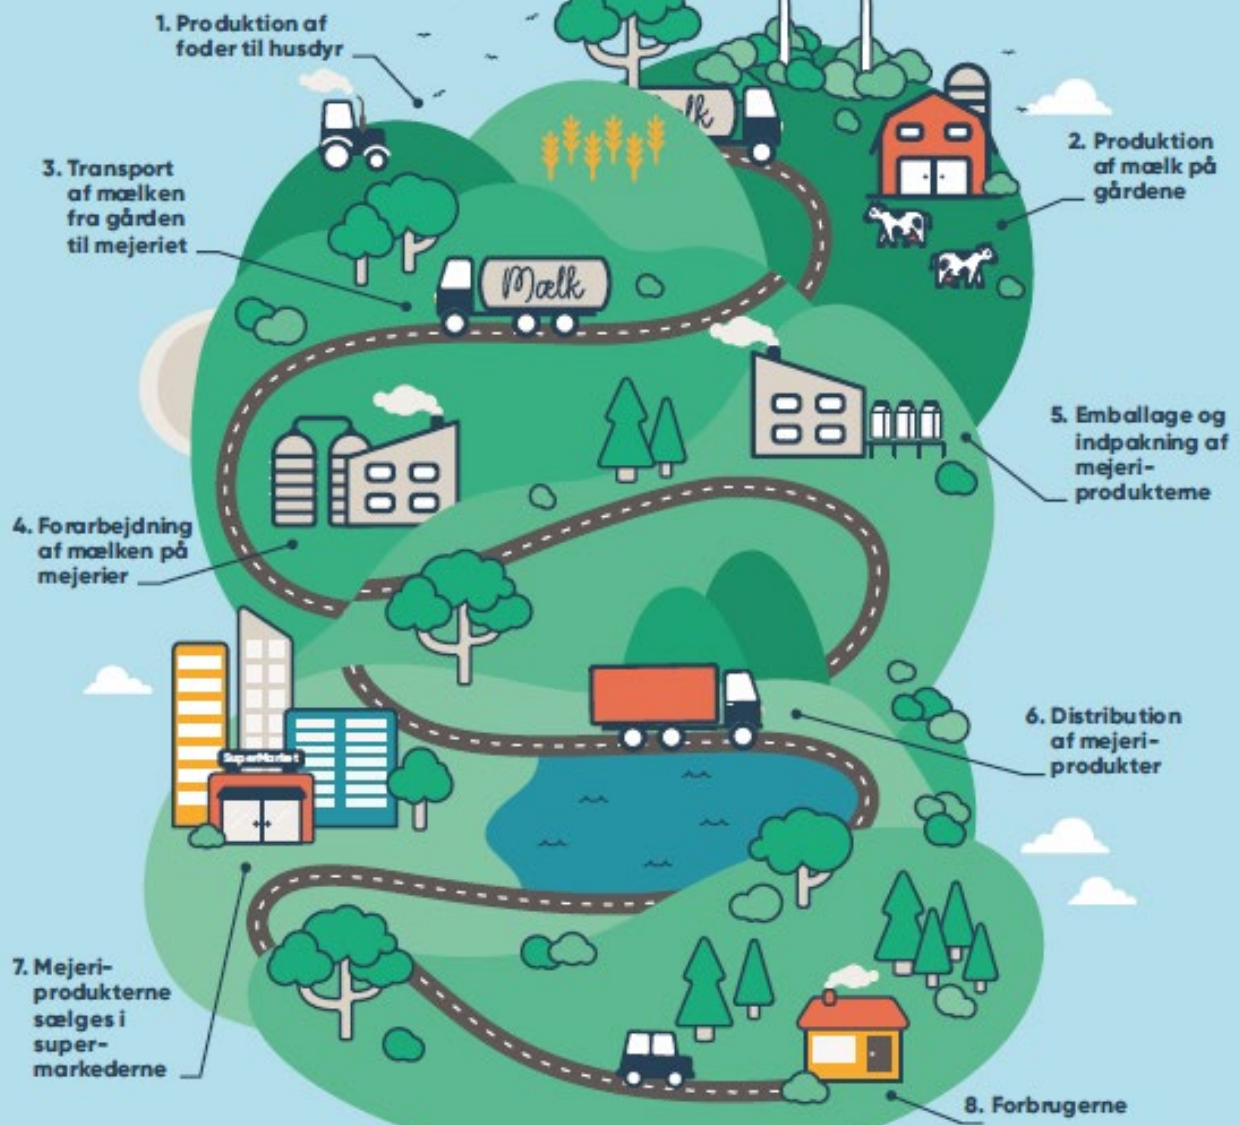 1. Produktion af
foder til husdyr
2. Produktion
af mælk på
gårdene
3. Transport
af mælken
fra gården
til mejeriet
Mælk
4. Forarbejdning
af mælken på
mejerier
5. Emballage og
indpakning af
mejeri-
produkterne
6. Distribution
af mejeri-
produkter
SuperMarket
7. Mejeri-
produkterne
sælges i
super-
markederne
8. Forbrugerne